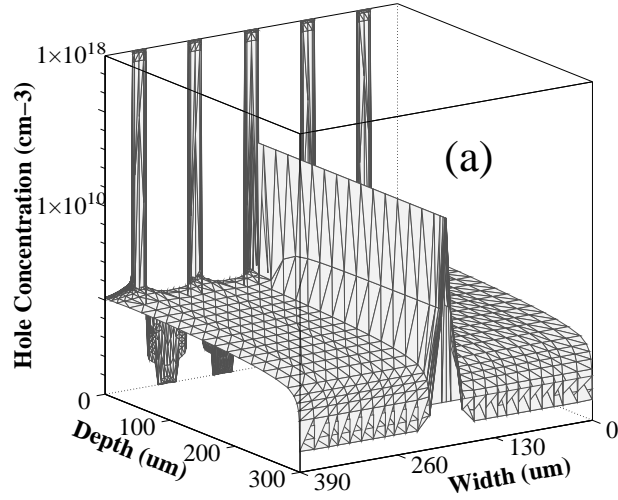 1×10¹⁸
(a)
1×10¹⁰
Hole Concentration (cm−3)
0
100
200
300
Depth (um)
390
260
130
0
Width (um)